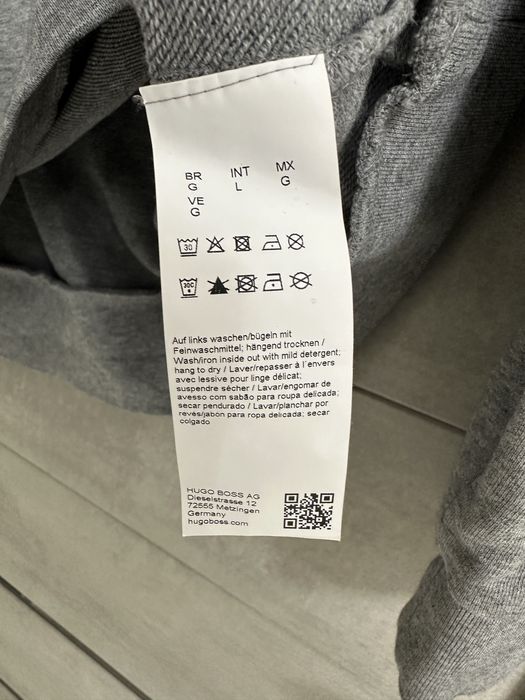 BR INT MX
G L G
VE
G
30
30C
Auf links waschen/bügeln mit
Feinwaschmittel; hängend trocknen /
Wash/iron inside out with mild detergent;
hang to dry / Laver/repasser à l´envers
avec lessive pour linge délicat;
suspendre sécher / Lavar/engomar de
avesso com sabão para roupa delicada;
secar pendurado / Lavar/planchar por
revés/jabón para ropa delicada; secar
colgado
HUGO BOSS AG
Dieselstrasse 12
72555 Metzingen
Germany
hugoboss.com